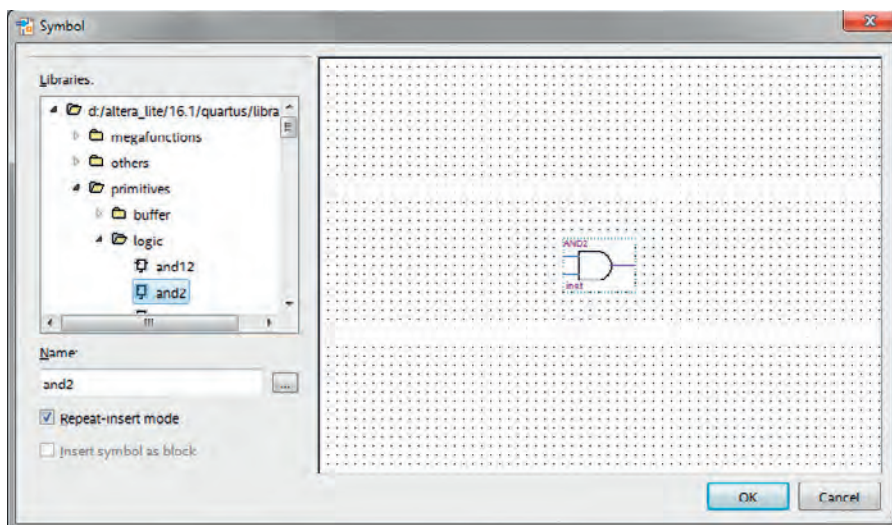 Symbol
Libraries:
d:/altera_lite/16.1/quartus/libra
megafunctions
others
primitives
buffer
logic
and12
and2
Name:
and2
...
Repeat-insert mode
Insert symbol as block
AND2
inst
OK
Cancel